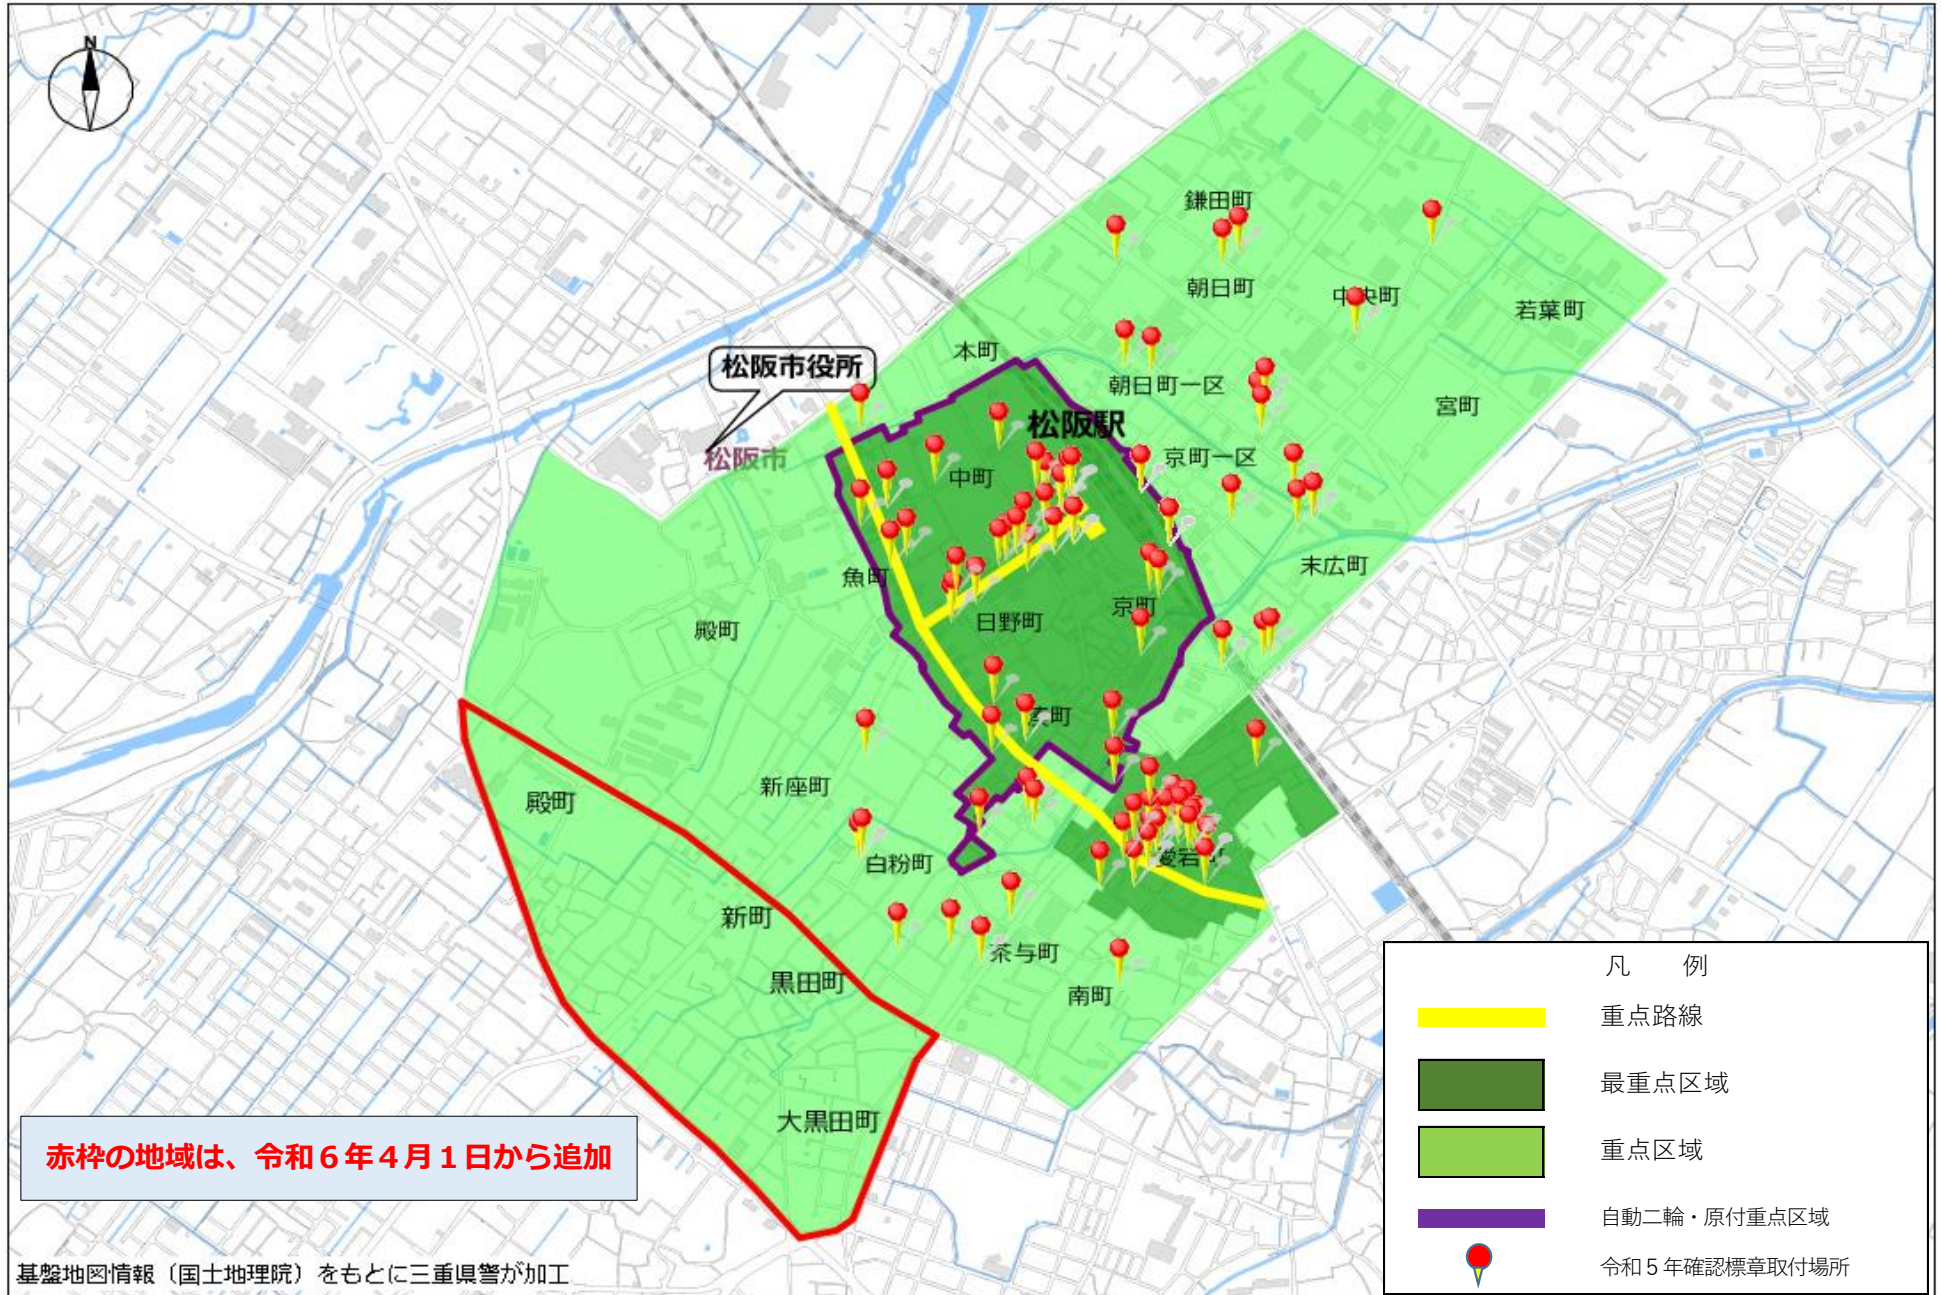 N
鎌田町
朝日町
中央町
若葉町
本町
松阪市役所
朝日町一区
宮町
松阪駅
松阪市
中町
京町一区
末広町
魚町
京町
日野町
殿町
湊町
新座町
殿町
白粉町
愛宕町
新町
茶与町
黒田町
南町
大黒田町
赤枠の地域は、令和６年４月１日から追加
基盤地図情報（国土地理院）をもとに三重県警が加工
凡　例
重点路線
最重点区域
重点区域
自動二輪・原付重点区域
令和５年確認標章取付場所